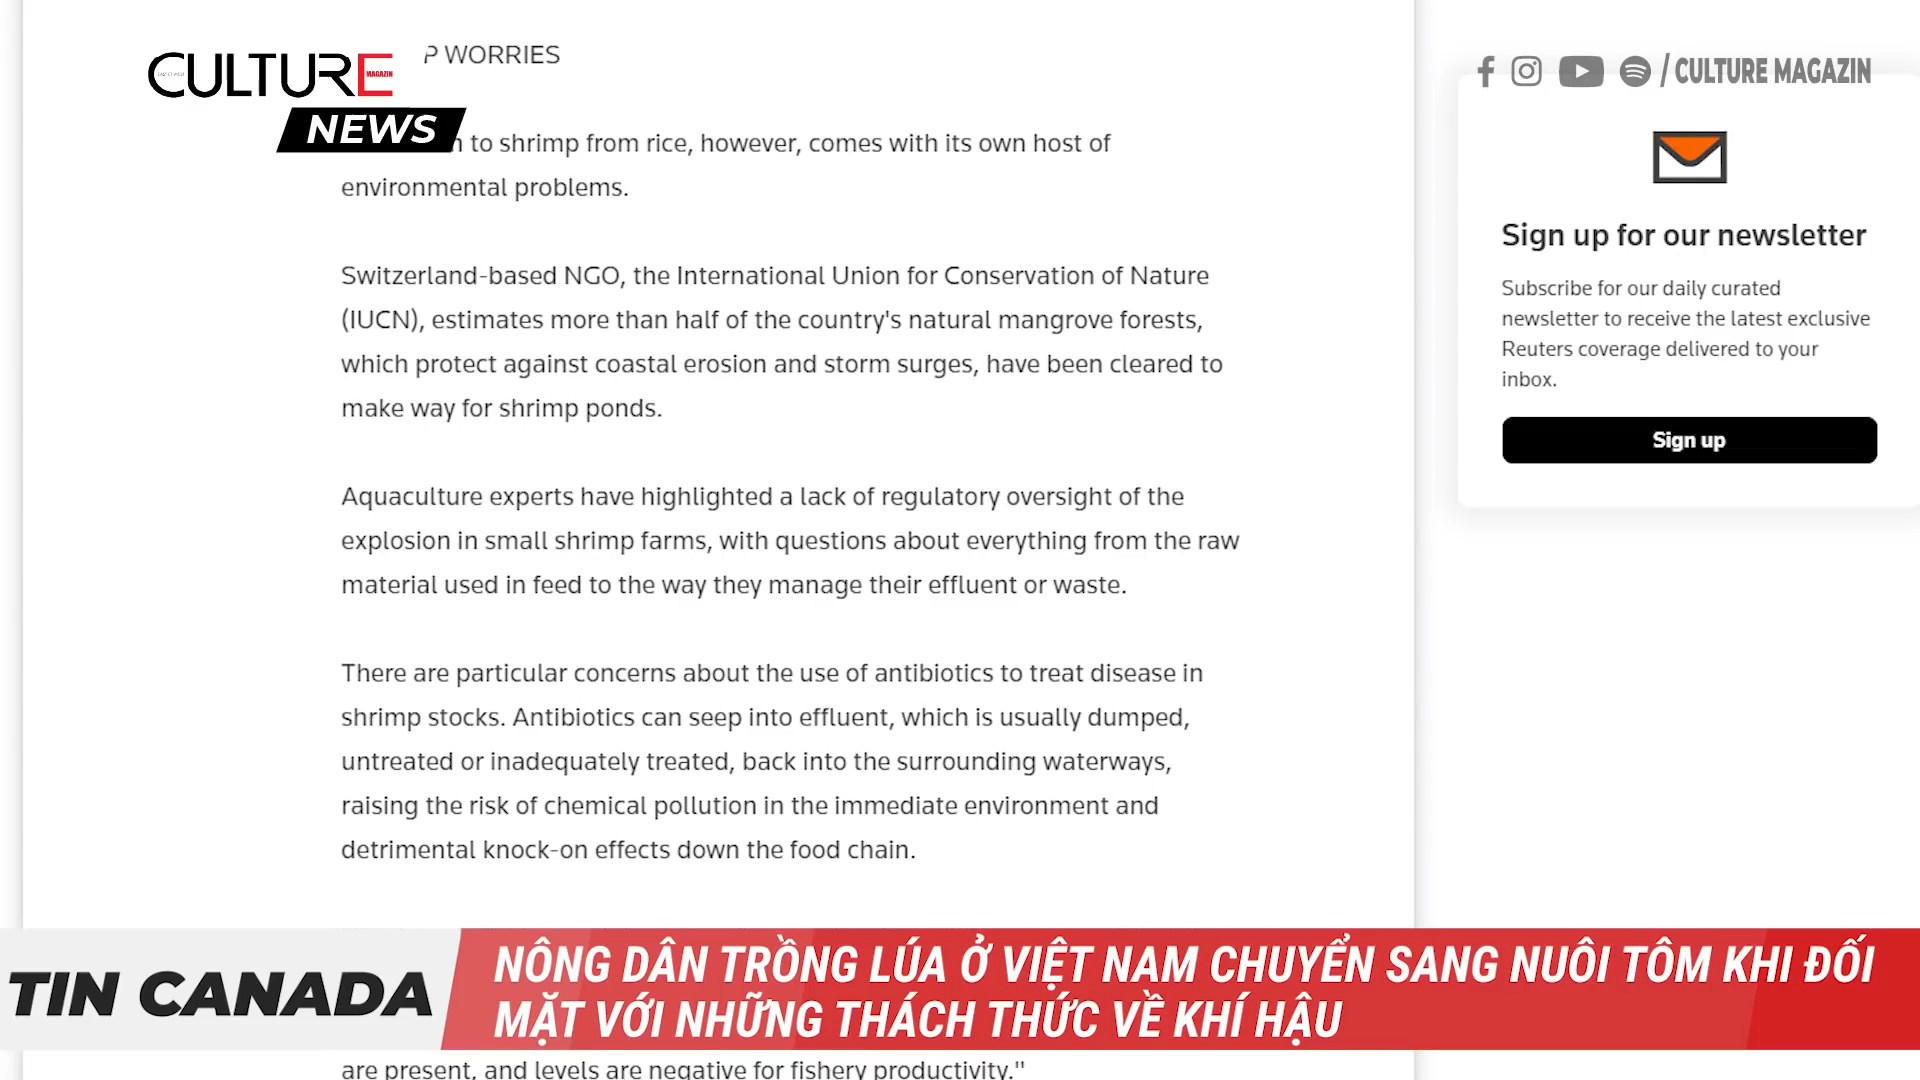 CULTURE
MAGAZIN
NEWS
P WORRIES
/ CULTURE MAGAZIN
to shrimp from rice, however, comes with its own host of
environmental problems.
Switzerland-based NGO, the International Union for Conservation of Nature
(IUCN), estimates more than half of the country's natural mangrove forests,
which protect against coastal erosion and storm surges, have been cleared to
make way for shrimp ponds.
Aquaculture experts have highlighted a lack of regulatory oversight of the
explosion in small shrimp farms, with questions about everything from the raw
material used in feed to the way they manage their effluent or waste.
There are particular concerns about the use of antibiotics to treat disease in
shrimp stocks. Antibiotics can seep into effluent, which is usually dumped,
untreated or inadequately treated, back into the surrounding waterways,
raising the risk of chemical pollution in the immediate environment and
detrimental knock-on effects down the food chain.
are present, and levels are negative for fishery productivity."
Sign up for our newsletter
Subscribe for our daily curated
newsletter to receive the latest exclusive
Reuters coverage delivered to your
inbox.
Sign up
TIN CANADA
NÔNG DÂN TRỒNG LÚA Ở VIỆT NAM CHUYỂN SANG NUÔI TÔM KHI ĐỐI
MẶT VỚI NHỮNG THÁCH THỨC VỀ KHÍ HẬU